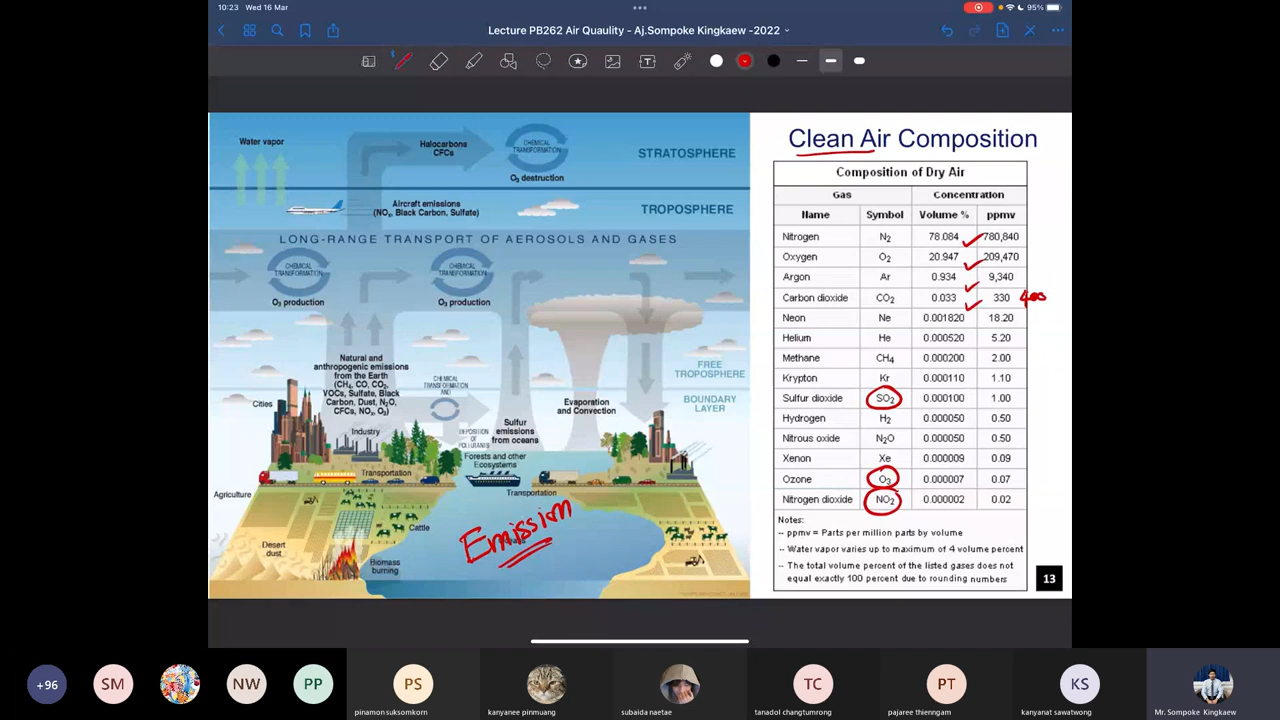 10:23 Wed 16 Mar
95%
Lecture PB262 Air Quaulity - Aj.Sompoke Kingkaew -2022
Water vapor
Halocarbons
CFCs
CHEMICAL
TRANSFORMATION
O₃ destruction
STRATOSPHERE
Aircraft emissions
(NOₓ, Black Carbon, Sulfate)
TROPOSPHERE
LONG-RANGE TRANSPORT OF AEROSOLS AND GASES
CHEMICAL
TRANSFORMATION
O₃ production
CHEMICAL
TRANSFORMATION
O₃ production
Natural and
anthropogenic emissions
from the Earth
(CH₄, CO, CO₂,
VOCs, Sulfate, Black
Carbon, Dust, N₂O,
CFCs, NOₓ, O₃)
CHEMICAL
TRANSFORMATION
AND
DEPOSITION OF
POLLUTANTS
Sulfur
emissions
from oceans
Evaporation
and Convection
FREE
TROPOSPHERE
BOUNDARY
LAYER
Cities
Industry
Transportation
Forests and other
Ecosystems
Transportation
Agriculture
Cattle
Desert
dust
Biomass
burning
Emission
Clean Air Composition
Composition of Dry Air
Gas Concentration
Name Symbol Volume % ppmv
Nitrogen N₂ 78.084 780,840
Oxygen O₂ 20.947 209,470
Argon Ar 0.934 9,340
Carbon dioxide CO₂ 0.033 330 400
Neon Ne 0.001820 18.20
Helium He 0.000520 5.20
Methane CH₄ 0.000200 2.00
Krypton Kr 0.000110 1.10
Sulfur dioxide SO₂ 0.000100 1.00
Hydrogen H₂ 0.000050 0.50
Nitrous oxide N₂O 0.000050 0.50
Xenon Xe 0.000009 0.09
Ozone O₃ 0.000007 0.07
Nitrogen dioxide NO₂ 0.000002 0.02
Notes:
-- ppmv = Parts per million parts by volume
-- Water vapor varies up to maximum of 4 volume percent
-- The total volume percent of the listed gases does not
equal exactly 100 percent due to rounding numbers
13
+96 SM NW PP PS TC PT KS
pinamon suksomkorn kanyanee pinmuang subaida naetae tanadol changtumrong pajaree thienngam kanyanat sawatwong Mr. Sompoke Kingkaew